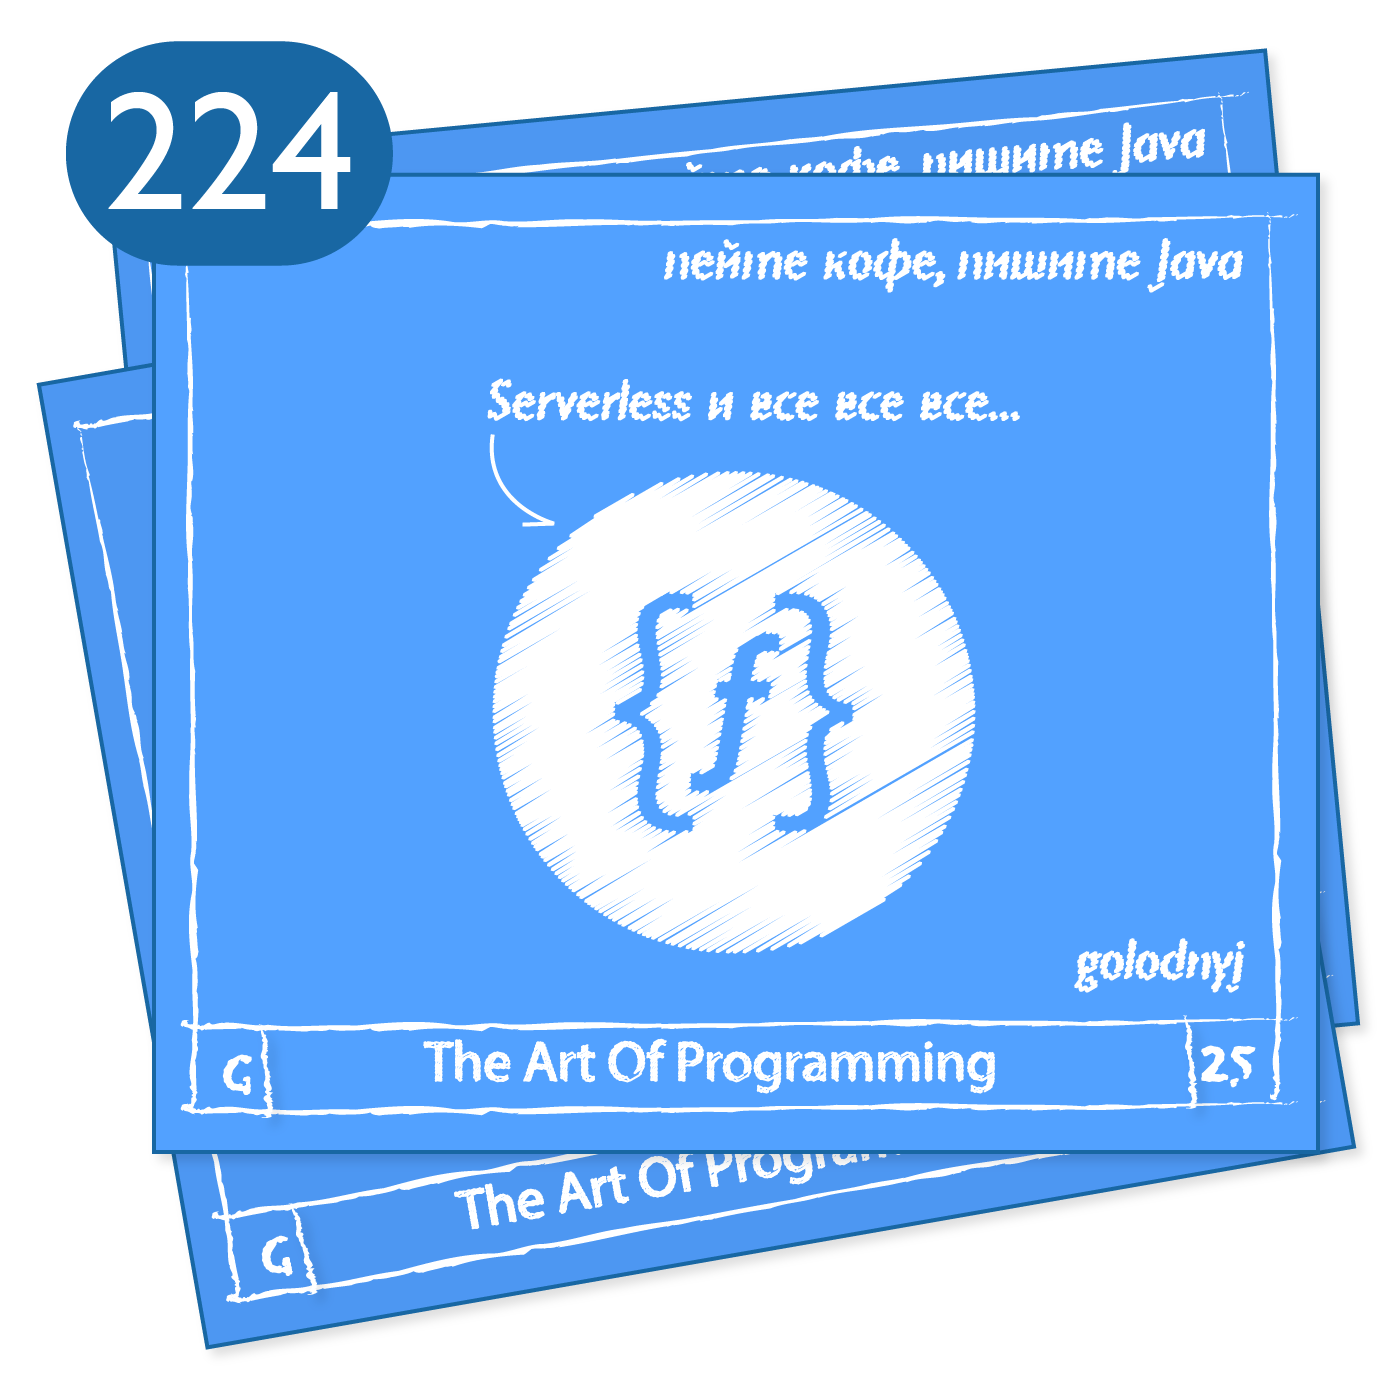 224
пейте кофе, пишите Java
пейте кофе, пишите Java
Serverless и все все все...
{f}
golodnyj
G
The Art Of Programming
25
The Art Of
G